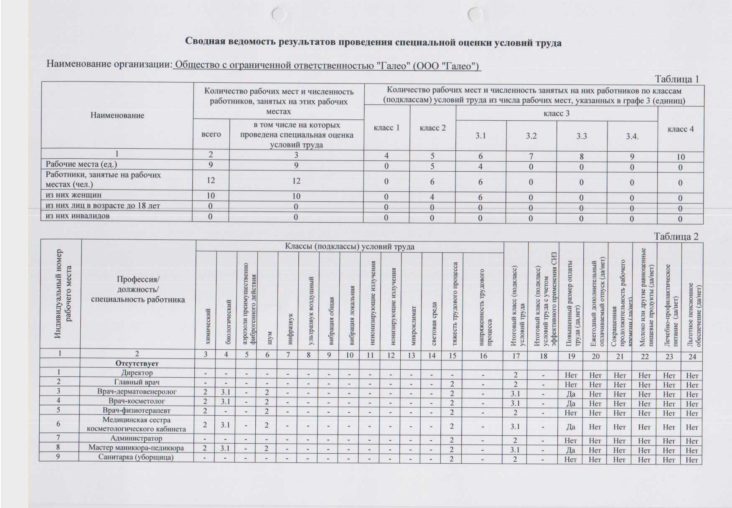 Сводная ведомость результатов проведения специальной оценки условий труда
Наименование организации: Общество с ограниченной ответственностью "Галео" (ООО "Галео")
Таблица 1
Наименование
Количество рабочих мест и численность работников, занятых на этих рабочих местах
Количество рабочих мест и численность занятых на них работников по классам (подклассам) условий труда из числа рабочих мест, указанных в графе 3 (единиц)
всего
в том числе на которых проведена специальная оценка условий труда
класс 1
класс 2
класс 3
3.1
3.2
3.3
3.4.
класс 4
1 2 3 4 5 6 7 8 9 10
Рабочие места (ед.) 9 9 0 5 4 0 0 0 0
Работники, занятые на рабочих местах (чел.) 12 12 0 6 6 0 0 0 0
из них женщин 10 10 0 4 6 0 0 0 0
из них лиц в возрасте до 18 лет 0 0 0 0 0 0 0 0 0
из них инвалидов 0 0 0 0 0 0 0 0 0
Таблица 2
Индивидуальный номер рабочего места
Профессия/должность/специальность работника
Классы (подклассы) условий труда
химический
биологический
аэрозоли преимущественно фиброгенного действия
шум
инфразвук
ультразвук воздушный
вибрация общая
вибрация локальная
неионизирующие излучения
ионизирующие излучения
микроклимат
световая среда
тяжесть трудового процесса
напряженность трудового процесса
Итоговый класс (подкласс) условий труда
Итоговый класс (подкласс) условий труда с учетом эффективного применения СИЗ
Повышенный размер оплаты труда (да,нет)
Ежегодный дополнительный оплачиваемый отпуск (да/нет)
Сокращенная продолжительность рабочего времени (да/нет)
Молоко или другие равноценные пищевые продукты (да/нет)
Лечебно-профилактическое питание (да/нет)
Льготное пенсионное обеспечение (да/нет)
1 2 3 4 5 6 7 8 9 10 11 12 13 14 15 16 17 18 19 20 21 22 23 24
Отсутствует
1 Директор - - - - - - - - - - - - - - 2 - Нет Нет Нет Нет Нет Нет
2 Главный врач - - - - - - - - - - - - 2 - 2 - Нет Нет Нет Нет Нет Нет
3 Врач-дерматовенеролог 2 3.1 - 2 - - - - - - - - 2 - 3.1 - Да Нет Нет Нет Нет Нет
4 Врач-косметолог 2 3.1 - 2 - - - - - - - - 2 - 3.1 - Да Нет Нет Нет Нет Нет
5 Врач-физиотерапевт 2 - - 2 - - - - - - - - 2 - 2 - Нет Нет Нет Нет Нет Нет
6 Медицинская сестра косметологического кабинета 2 3.1 - 2 - - - - - - - - 2 - 3.1 - Да Нет Нет Нет Нет Нет
7 Администратор - - - - - - - - - - - - 2 - 2 - Нет Нет Нет Нет Нет Нет
8 Мастер маникюра-педикюра 2 3.1 - 2 - - - - - - - - 2 - 3.1 - Да Нет Нет Нет Нет Нет
9 Санитарка (уборщица) - - - - - - - - - - - - 2 - 2 - Нет Нет Нет Нет Нет Нет